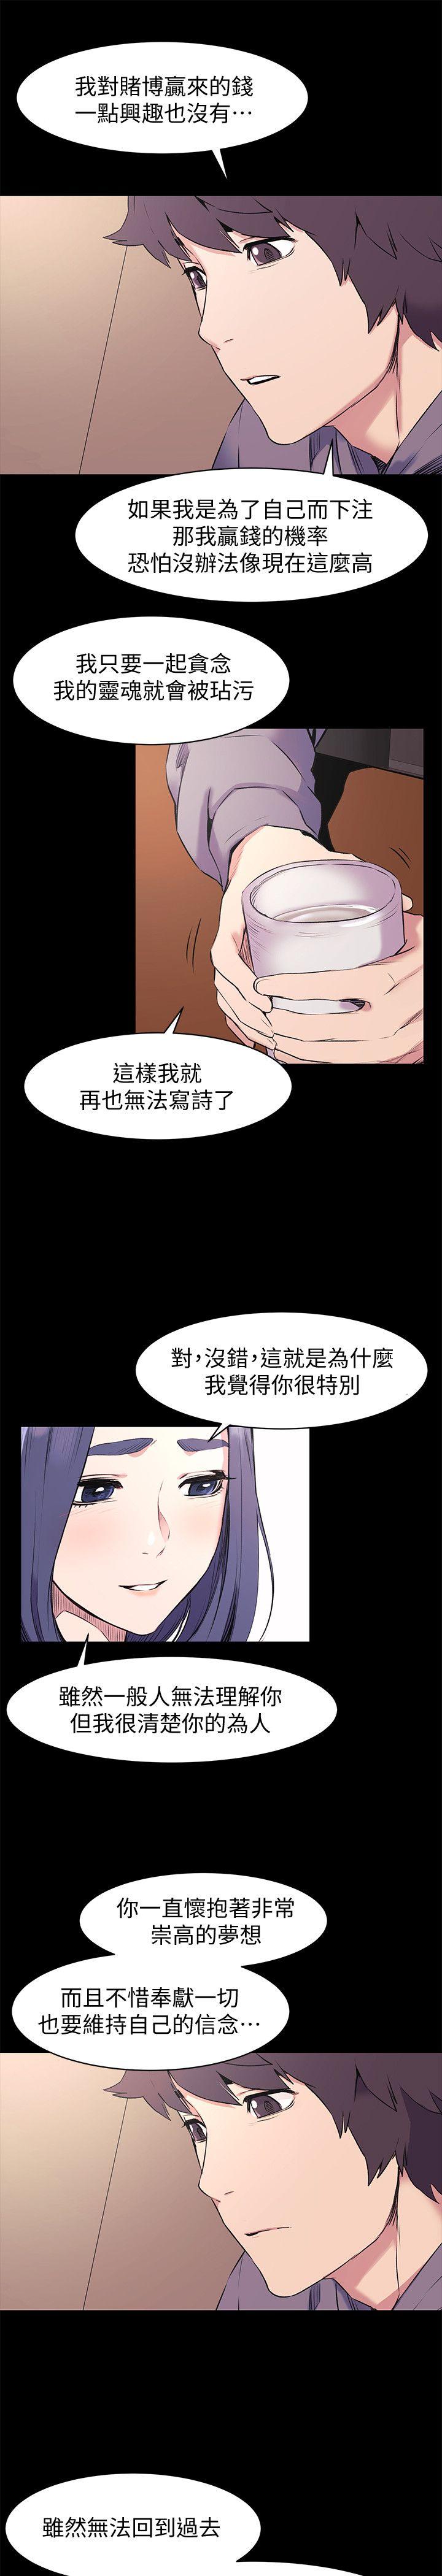 我對賭博贏來的錢
一點興趣也沒有⋯
如果我是為了自己而下注
那我贏錢的機率
恐怕沒辦法像現在這麼高
我只要一起貪念
我的靈魂就會被玷污
這樣我就
再也無法寫詩了
對，沒錯，這就是為什麼
我覺得你很特別
雖然一般人無法理解你
但我很清楚你的為人
你一直懷抱著非常
崇高的夢想
而且不惜奉獻一切
也要維持自己的信念⋯
雖然無法回到過去